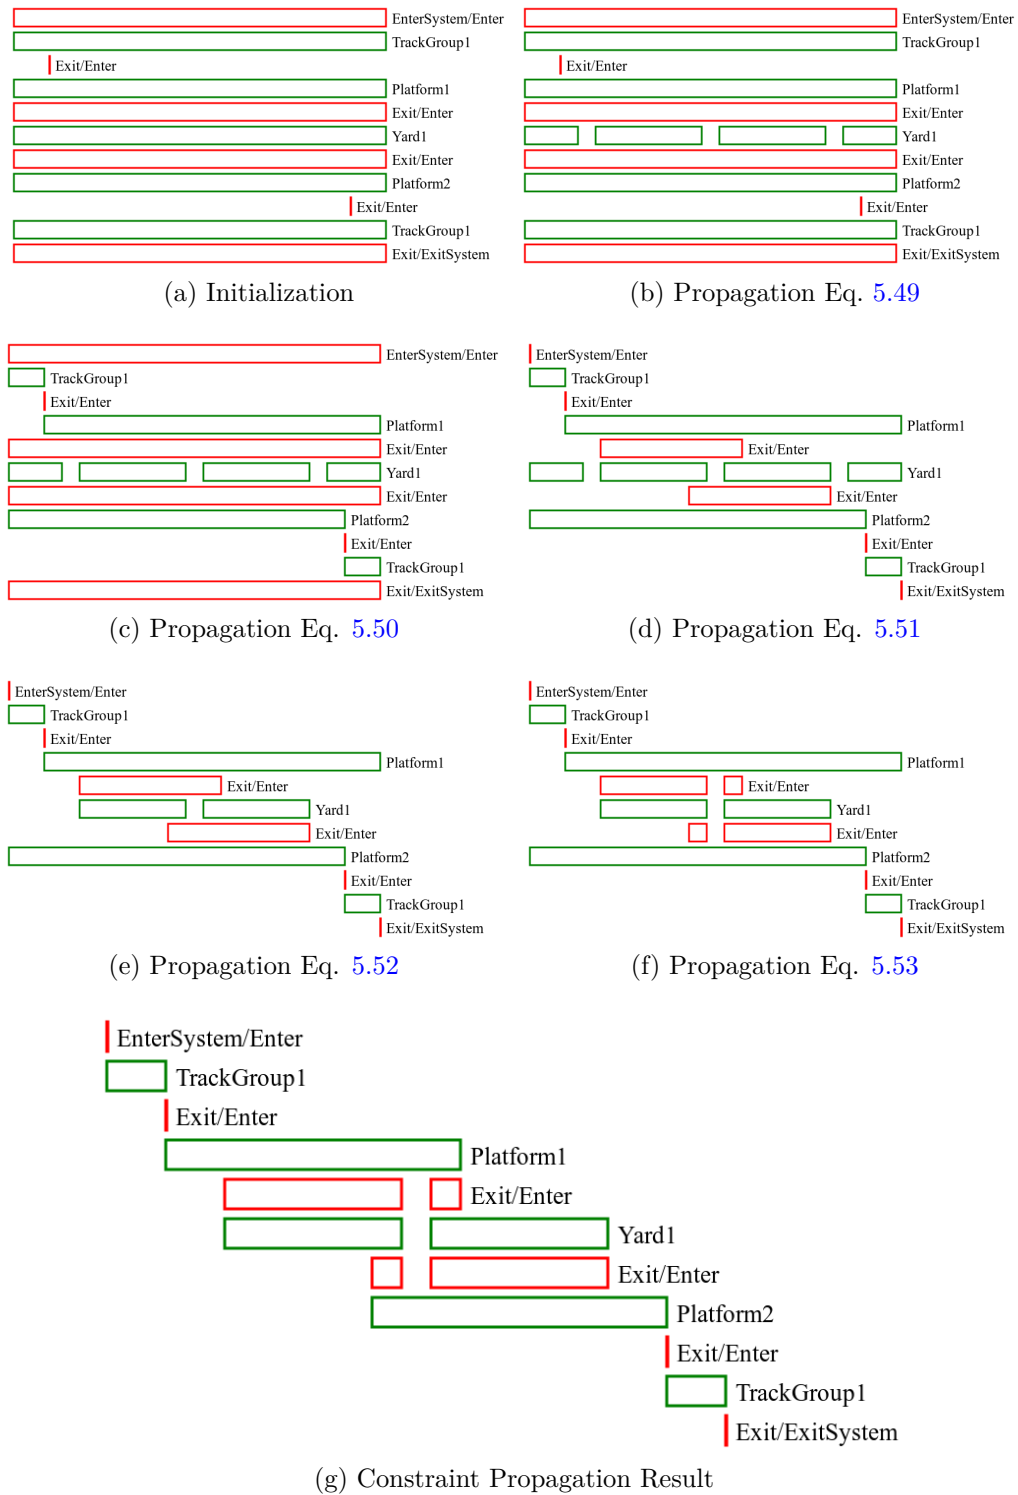 EnterSystem/Enter
TrackGroup1
Exit/Enter
Platform1
Exit/Enter
Yard1
Exit/Enter
Platform2
Exit/Enter
TrackGroup1
Exit/ExitSystem
(a) Initialization
EnterSystem/Enter
TrackGroup1
Exit/Enter
Platform1
Exit/Enter
Yard1
Exit/Enter
Platform2
Exit/Enter
TrackGroup1
Exit/ExitSystem
(b) Propagation Eq. 5.49
EnterSystem/Enter
TrackGroup1
Exit/Enter
Platform1
Exit/Enter
Yard1
Exit/Enter
Platform2
Exit/Enter
TrackGroup1
Exit/ExitSystem
(c) Propagation Eq. 5.50
EnterSystem/Enter
TrackGroup1
Exit/Enter
Platform1
Exit/Enter
Yard1
Exit/Enter
Platform2
Exit/Enter
TrackGroup1
Exit/ExitSystem
(d) Propagation Eq. 5.51
EnterSystem/Enter
TrackGroup1
Exit/Enter
Platform1
Exit/Enter
Yard1
Exit/Enter
Platform2
Exit/Enter
TrackGroup1
Exit/ExitSystem
(e) Propagation Eq. 5.52
EnterSystem/Enter
TrackGroup1
Exit/Enter
Platform1
Exit/Enter
Yard1
Exit/Enter
Platform2
Exit/Enter
TrackGroup1
Exit/ExitSystem
(f) Propagation Eq. 5.53
EnterSystem/Enter
TrackGroup1
Exit/Enter
Platform1
Exit/Enter
Yard1
Exit/Enter
Platform2
Exit/Enter
TrackGroup1
Exit/ExitSystem
(g) Constraint Propagation Result